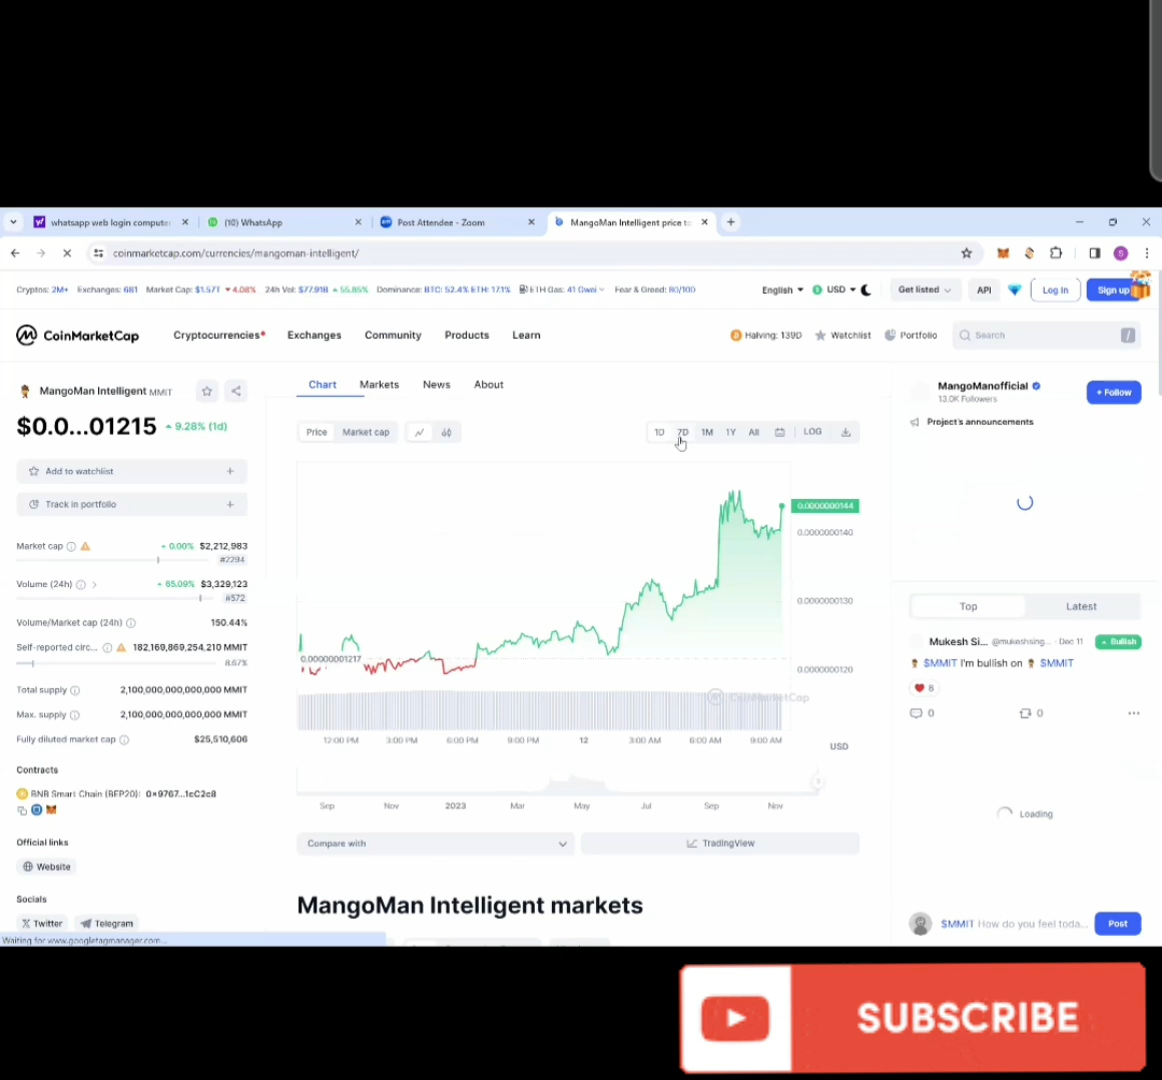 whatsapp web login compute
(10) WhatsApp
Post Attendee - Zoom
MangoMan Intelligent price to
coinmarketcap.com/currencies/mangoman-intelligent/
Cryptos: 2M+ Exchanges: 681 Market Cap: $1.57T 4.08% 24h Vol: $77.91B 55.85% Dominance: BTC: 52.4% ETH: 17.1% ETH Gas: 41 Gwei Fear & Greed: 80/100
English USD Get listed API Log In Sign up
CoinMarketCap Cryptocurrencies Exchanges Community Products Learn
Halving: 139D Watchlist Portfolio Search /
MangoMan Intelligent MMIT
$0.0...01215 9.28% (1d)
Add to watchlist +
Track in portfolio +
Market cap 0.00% $2,212,983
#2294
Volume (24h) 65.09% $3,329,123
#572
Volume/Market cap (24h) 150.44%
Self-reported circ... 182,169,869,254,210 MMIT
8.67%
Total supply 2,100,000,000,000,000 MMIT
Max. supply 2,100,000,000,000,000 MMIT
Fully diluted market cap $25,510,606
Contracts
BNB Smart Chain (BEP20): 0x9767...1cC2c8
Official links
Website
Socials
Twitter Telegram
Waiting for www.googletagmanager.com...
Chart Markets News About
Price Market cap
1D 7D 1M 1Y All LOG
0.0000000144
0.0000000140
0.0000000130
0.0000000120
0.00000001217
CoinMarketCap
12:00 PM 3:00 PM 6:00 PM 9:00 PM 12 3:00 AM 6:00 AM 9:00 AM
USD
Sep Nov 2023 Mar May Jul Sep Nov
Compare with
TradingView
MangoMan Intelligent markets
MangoManofficial
13.0K Followers
+ Follow
Project's announcements
Top Latest
Mukesh Si... @mukeshsing... · Dec 11 Bullish
$MMIT I'm bullish on $MMIT
8
0 0
Loading
$MMIT How do you feel toda...
Post
SUBSCRIBE